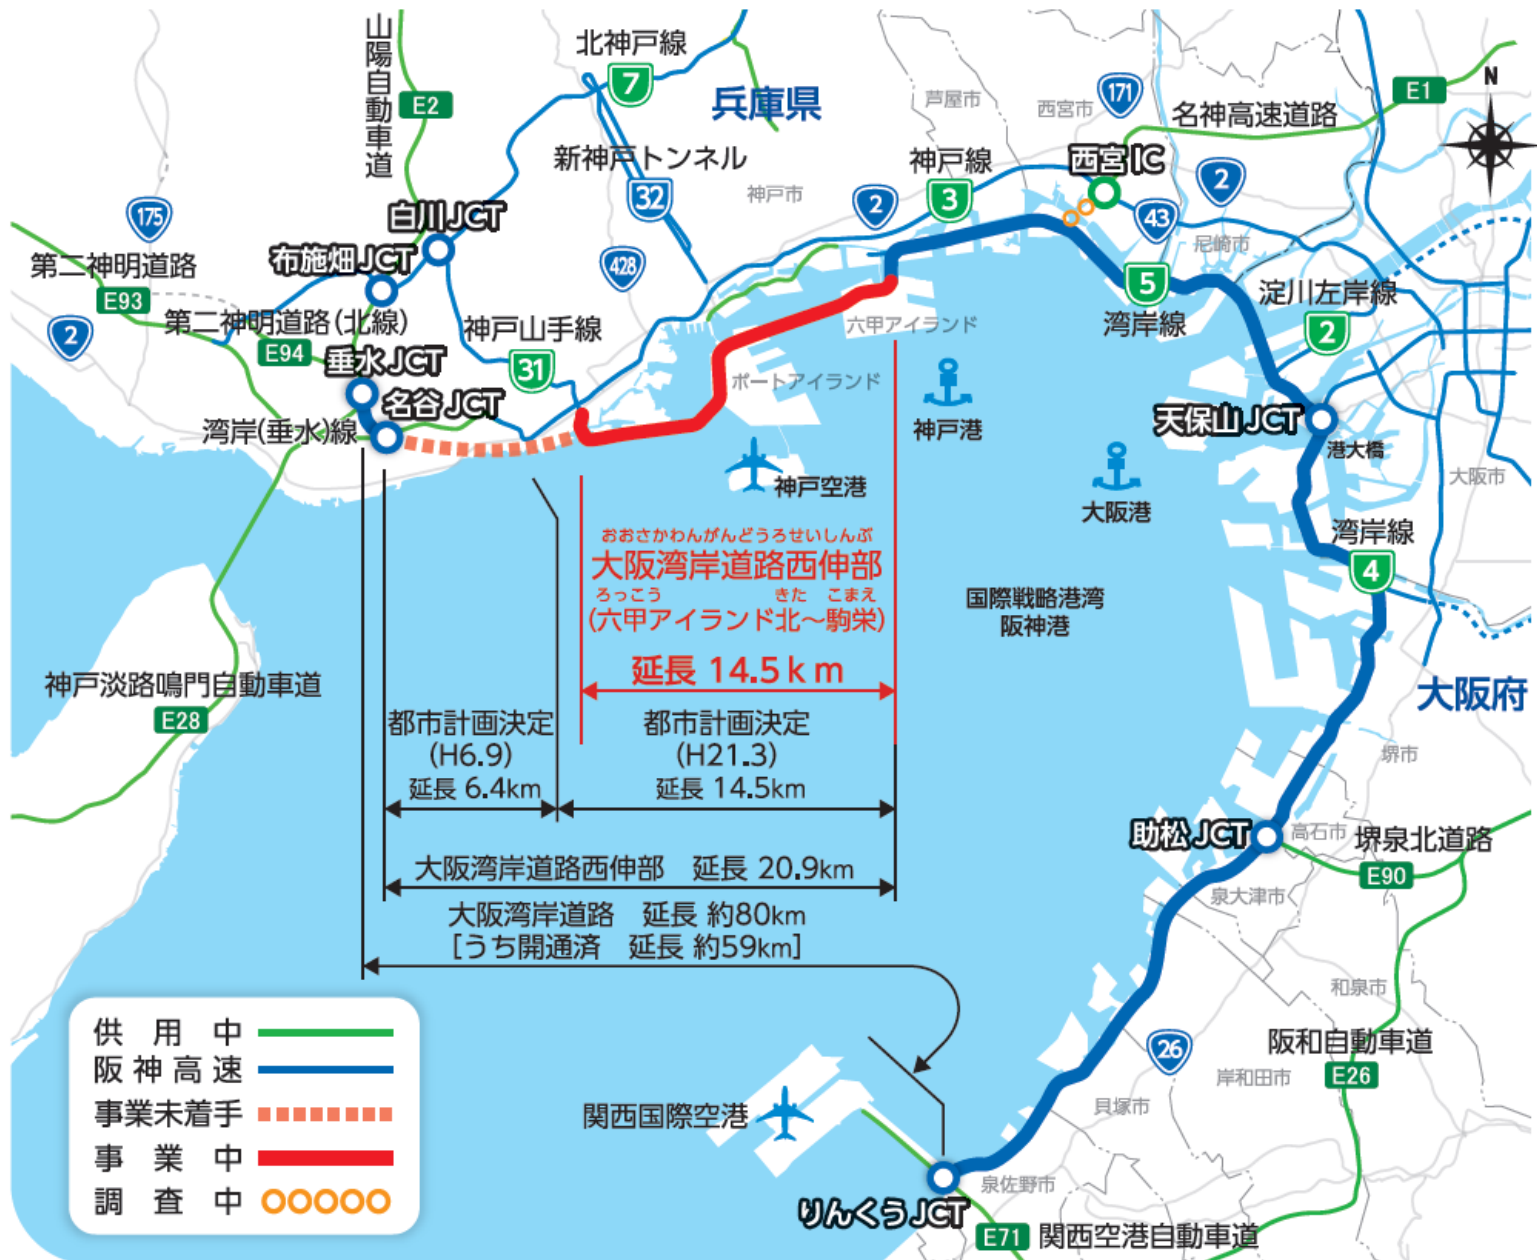 山陽自動車道
E2
北神戸線
7
兵庫県
芦屋市
西宮市
171
E1
N
名神高速道路
新神戸トンネル
32
神戸市
神戸線
3
2
西宮IC
43
2
尼崎市
175
白川JCT
布施畑JCT
第二神明道路
E93
2
第二神明道路(北線)
E94
428
神戸山手線
31
垂水JCT
名谷JCT
湾岸(垂水)線
六甲アイランド
ポートアイランド
5
湾岸線
淀川左岸線
2
神戸港
神戸空港
大阪港
天保山JCT
港大橋
大阪市
湾岸線
4
おおさかわんがんどうろせいしんぶ
大阪湾岸道路西伸部
ろっこう きた こまえ
(六甲アイランド北~駒栄)
延長 14.5km
国際戦略港湾
阪神港
神戸淡路鳴門自動車道
E28
都市計画決定
(H6.9)
延長 6.4km
都市計画決定
(H21.3)
延長 14.5km
大阪湾岸道路西伸部 延長 20.9km
大阪湾岸道路 延長 約80km
[うち開通済 延長 約59km]
大阪府
堺市
助松JCT
高石市
堺泉北道路
E90
泉大津市
和泉市
阪和自動車道
E26
26
岸和田市
貝塚市
関西国際空港
泉佐野市
りんくうJCT
E71
関西空港自動車道
供用中
阪神高速
事業未着手
事業中
調査中